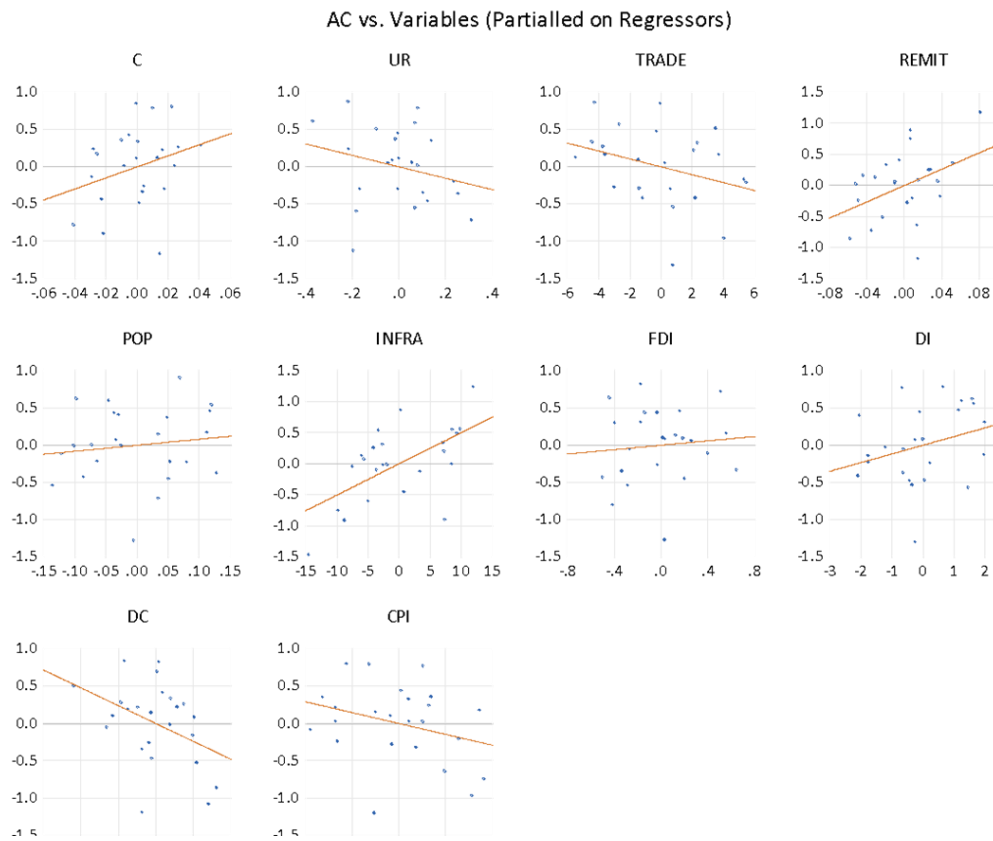 AC vs. Variables (Partialled on Regressors)
C UR TRADE REMIT
1.0 1.0 1.0 1.5
0.5 0.5 0.5 1.0
0.0 0.0 0.0 0.5
-0.5 -0.5 -0.5 0.0
-1.0 -1.0 -1.0 -0.5
-1.5 -1.5 -1.5 -1.0
-1.5
-.06 -.04 -.02 .00 .02 .04 .06 -.4 -.2 .0 .2 .4 -6 -4 -2 0 2 4 6 -.08 -.04 .00 .04 .08
POP INFRA FDI DI
1.0 1.5 1.0 1.0
0.5 1.0 0.5 0.5
0.0 0.5 0.0 0.0
-0.5 0.0 -0.5 -0.5
-1.0 -0.5 -1.0 -1.0
-1.5 -1.0 -1.5 -1.5
-1.5
-.15 -.10 -.05 .00 .05 .10 .15 -15 -10 -5 0 5 10 15 -.8 -.4 .0 .4 .8 -3 -2 -1 0 1 2
DC CPI
1.0 1.0
0.5 0.5
0.0 0.0
-0.5 -0.5
-1.0 -1.0
-1.5 -1.5